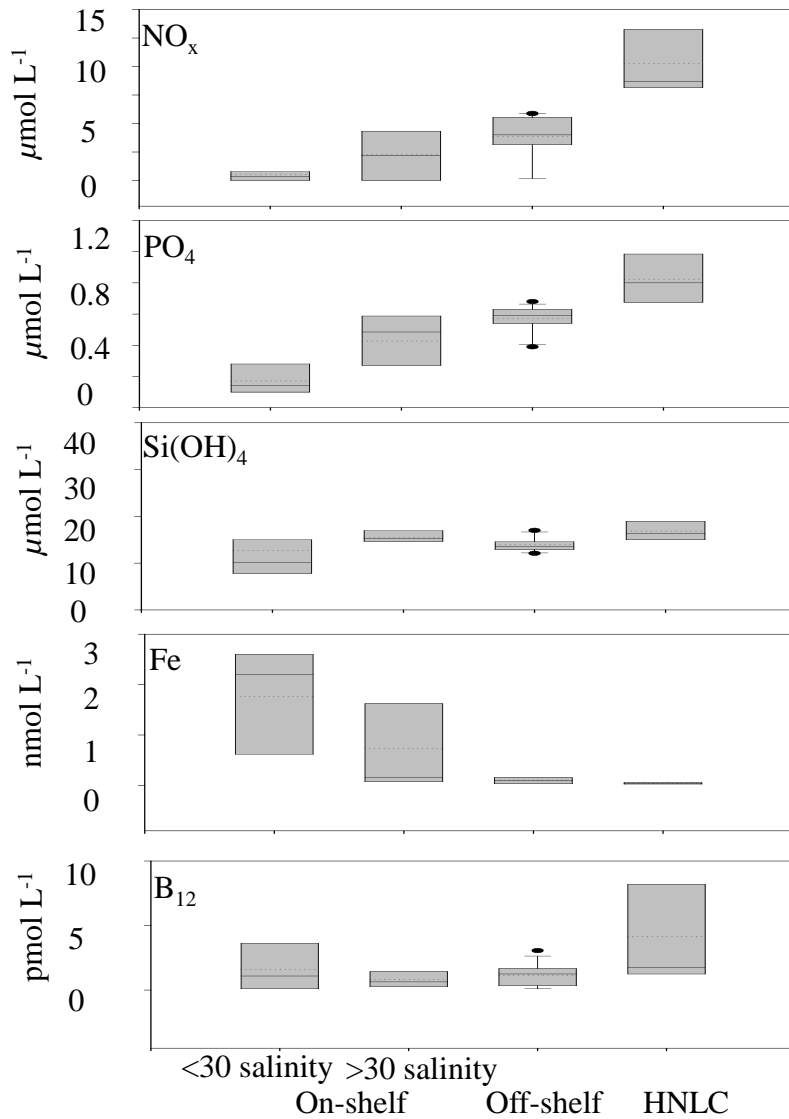 15
NOₓ
10
5
0
µmol L⁻¹
1.2
PO₄
0.8
0.4
0
µmol L⁻¹
40
Si(OH)₄
30
20
10
0
µmol L⁻¹
3
Fe
2
1
0
nmol L⁻¹
10
B₁₂
5
0
pmol L⁻¹
<30 salinity >30 salinity
On-shelf Off-shelf HNLC